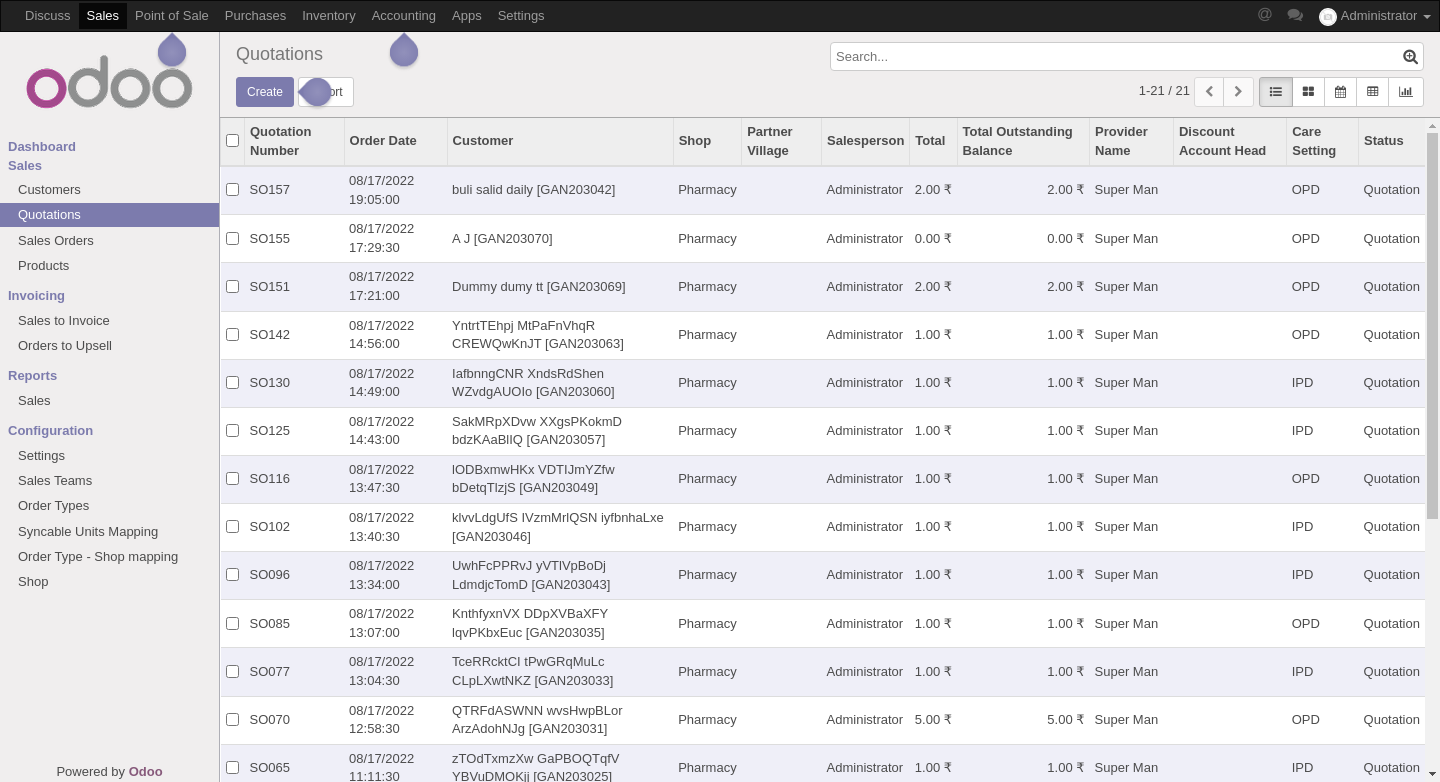 Discuss Sales Point of Sale Purchases Inventory Accounting Apps Settings @ Administrator
odoo
Dashboard
Sales
Customers
Quotations
Sales Orders
Products
Invoicing
Sales to Invoice
Orders to Upsell
Reports
Sales
Configuration
Settings
Sales Teams
Order Types
Syncable Units Mapping
Order Type - Shop mapping
Shop
Powered by Odoo
Quotations
Search...
Create
1-21 / 21
Quotation Number Order Date Customer Shop Partner Village Salesperson Total Total Outstanding Balance Provider Name Discount Account Head Care Setting Status
SO157 08/17/2022 19:05:00 buli salid daily [GAN203042] Pharmacy Administrator 2.00 ₹ 2.00 ₹ Super Man OPD Quotation
SO155 08/17/2022 17:29:30 A J [GAN203070] Pharmacy Administrator 0.00 ₹ 0.00 ₹ Super Man OPD Quotation
SO151 08/17/2022 17:21:00 Dummy dumy tt [GAN203069] Pharmacy Administrator 2.00 ₹ 2.00 ₹ Super Man OPD Quotation
SO142 08/17/2022 14:56:00 YntrtTEhpj MtPaFnVhqR CREWQwKnJT [GAN203063] Pharmacy Administrator 1.00 ₹ 1.00 ₹ Super Man OPD Quotation
SO130 08/17/2022 14:49:00 IafbnngCNR XndsRdShen WZvdgAUOIo [GAN203060] Pharmacy Administrator 1.00 ₹ 1.00 ₹ Super Man IPD Quotation
SO125 08/17/2022 14:43:00 SakMRpXDvw XXgsPKokmD bdzKAaBlIQ [GAN203057] Pharmacy Administrator 1.00 ₹ 1.00 ₹ Super Man IPD Quotation
SO116 08/17/2022 13:47:30 lODBxmwHKx VDTIJmYZfw bDetqTlzjS [GAN203049] Pharmacy Administrator 1.00 ₹ 1.00 ₹ Super Man OPD Quotation
SO102 08/17/2022 13:40:30 klvvLdgUfS IVzmMrlQSN iyfbnhaLxe [GAN203046] Pharmacy Administrator 1.00 ₹ 1.00 ₹ Super Man IPD Quotation
SO096 08/17/2022 13:34:00 UwhFcPPRvJ yVTlVpBoDj LdmdjcTomD [GAN203043] Pharmacy Administrator 1.00 ₹ 1.00 ₹ Super Man IPD Quotation
SO085 08/17/2022 13:07:00 KnthfyxnVX DDpXVBaXFY lqvPKbxEuc [GAN203035] Pharmacy Administrator 1.00 ₹ 1.00 ₹ Super Man OPD Quotation
SO077 08/17/2022 13:04:30 TceRRcktCI tPwGRqMuLc CLpLXwtNKZ [GAN203033] Pharmacy Administrator 1.00 ₹ 1.00 ₹ Super Man IPD Quotation
SO070 08/17/2022 12:58:30 QTRFdASWNN wvsHwpBLor ArzAdohNJg [GAN203031] Pharmacy Administrator 5.00 ₹ 5.00 ₹ Super Man OPD Quotation
SO065 08/17/2022 11:11:30 zTOdTxmzXw GaPBOQTqfV YBVuDMOKjj [GAN203025] Pharmacy Administrator 1.00 ₹ 1.00 ₹ Super Man IPD Quotation